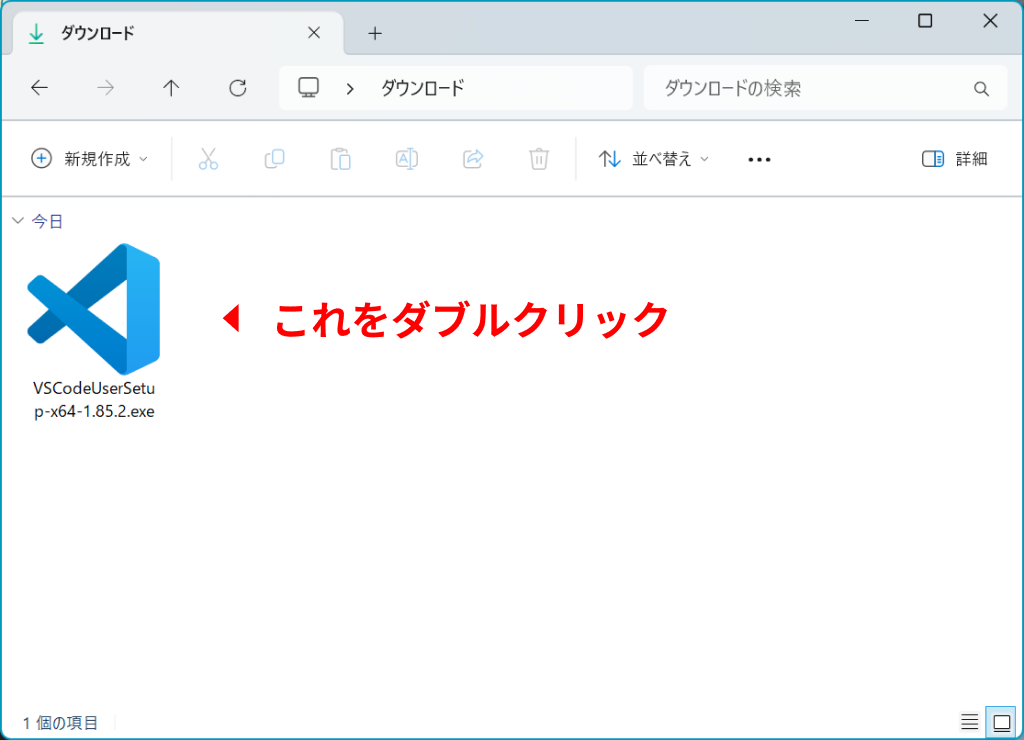 ダウンロード
ダウンロード
ダウンロードの検索
新規作成
並べ替え
詳細
今日
これをダブルクリック
VSCodeUserSetu
p-x64-1.85.2.exe
1 個の項目